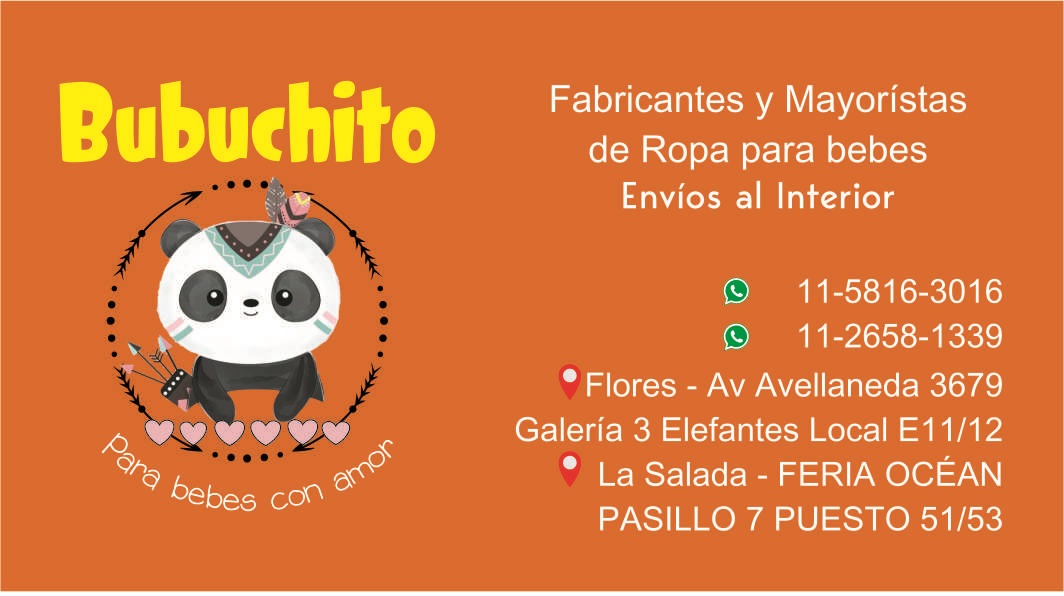 Bubuchito
Para bebes con amor
Fabricantes y Mayorístas
de Ropa para bebes
Envíos al Interior
11-5816-3016
11-2658-1339
Flores - Av Avellaneda 3679
Galería 3 Elefantes Local E11/12
La Salada - FERIA OCÉAN
PASILLO 7 PUESTO 51/53